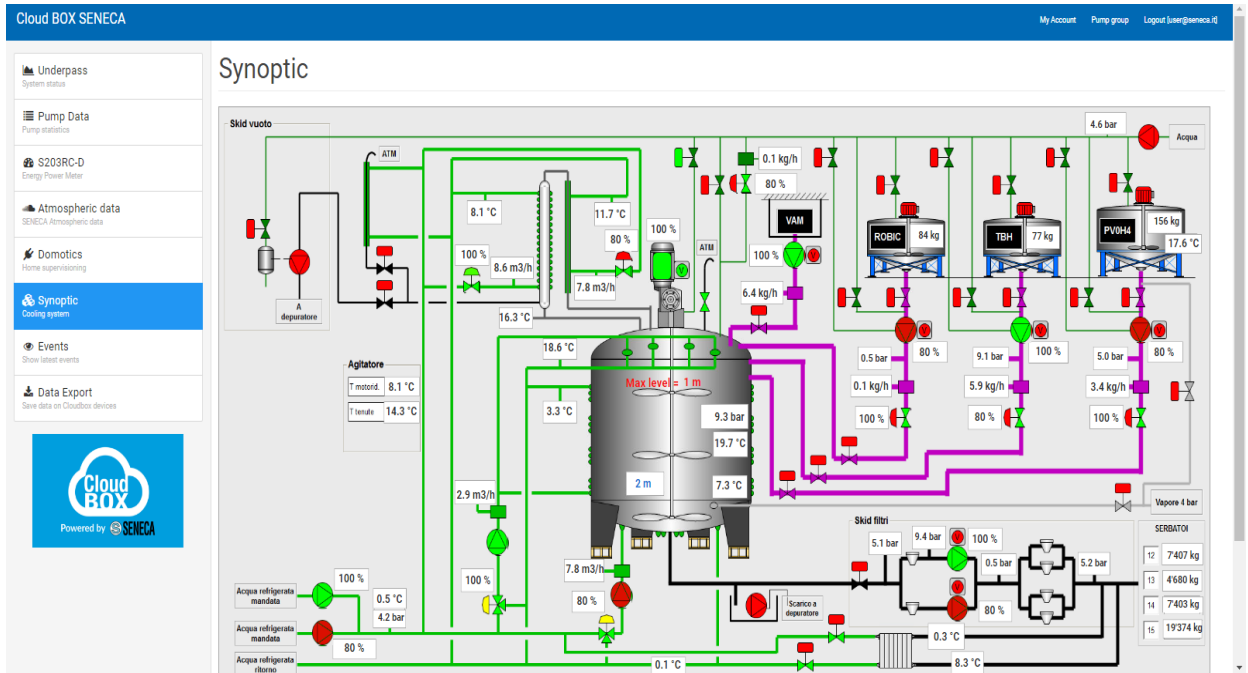 Cloud BOX SENECA
My Account
Pump group
Logout [user@seneca.it]
Underpass
System status
Pump Data
Pump statistics
S203RC-D
Energy Power Meter
Atmospheric data
SENECA Atmospheric data
Domotics
Home supervisioning
Synoptic
Cooling system
Events
Show latest events
Data Export
Save data on Cloudbox devices
Cloud
BOX
Powered by SENECA
Synoptic
Skid vuoto
ATM
A
depuratore
4.6 bar
Acqua
0.1 kg/h
80 %
8.1 °C
11.7 °C
100 %
8.6 m3/h
80 %
7.8 m3/h
100 %
V
ATM
VAM
100 %
V
6.4 kg/h
ROBIC
84 kg
TBH
77 kg
PV0H4
156 kg
17.6 °C
16.3 °C
18.6 °C
3.3 °C
Agitatore
T motorid.
8.1 °C
T tenute
14.3 °C
Max level = 1 m
9.3 bar
19.7 °C
7.3 °C
2 m
V
80 %
0.5 bar
0.1 kg/h
100 %
V
100 %
9.1 bar
5.9 kg/h
80 %
V
80 %
5.0 bar
3.4 kg/h
100 %
Vapore 4 bar
2.9 m3/h
100 %
7.8 m3/h
80 %
Skid filtri
5.1 bar
9.4 bar
V
100 %
0.5 bar
5.2 bar
V
80 %
SERBATOI
12
7'407 kg
13
4'680 kg
14
7'403 kg
15
19'374 kg
Scarico a
depuratore
Acqua refrigerata
mandata
100 %
0.5 °C
4.2 bar
Acqua refrigerata
mandata
80 %
Acqua refrigerata
ritorno
0.1 °C
0.3 °C
8.3 °C